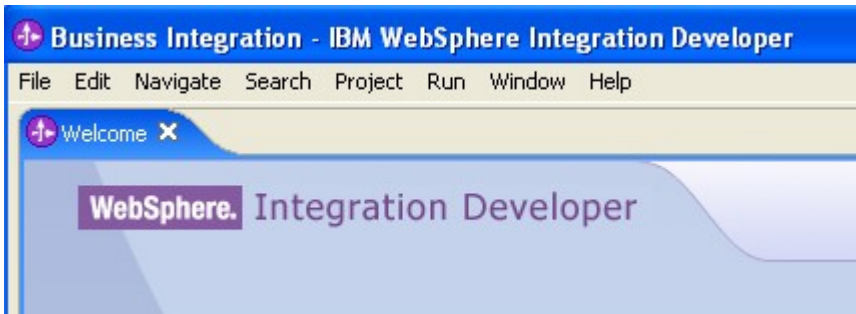 Business Integration - IBM WebSphere Integration Developer
File Edit Navigate Search Project Run Window Help
Welcome
WebSphere. Integration Developer